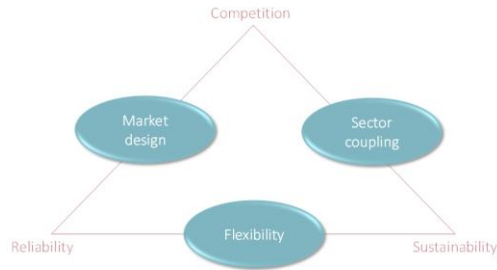 Competition
Market
design
Sector
coupling
Flexibility
Reliability
Sustainability